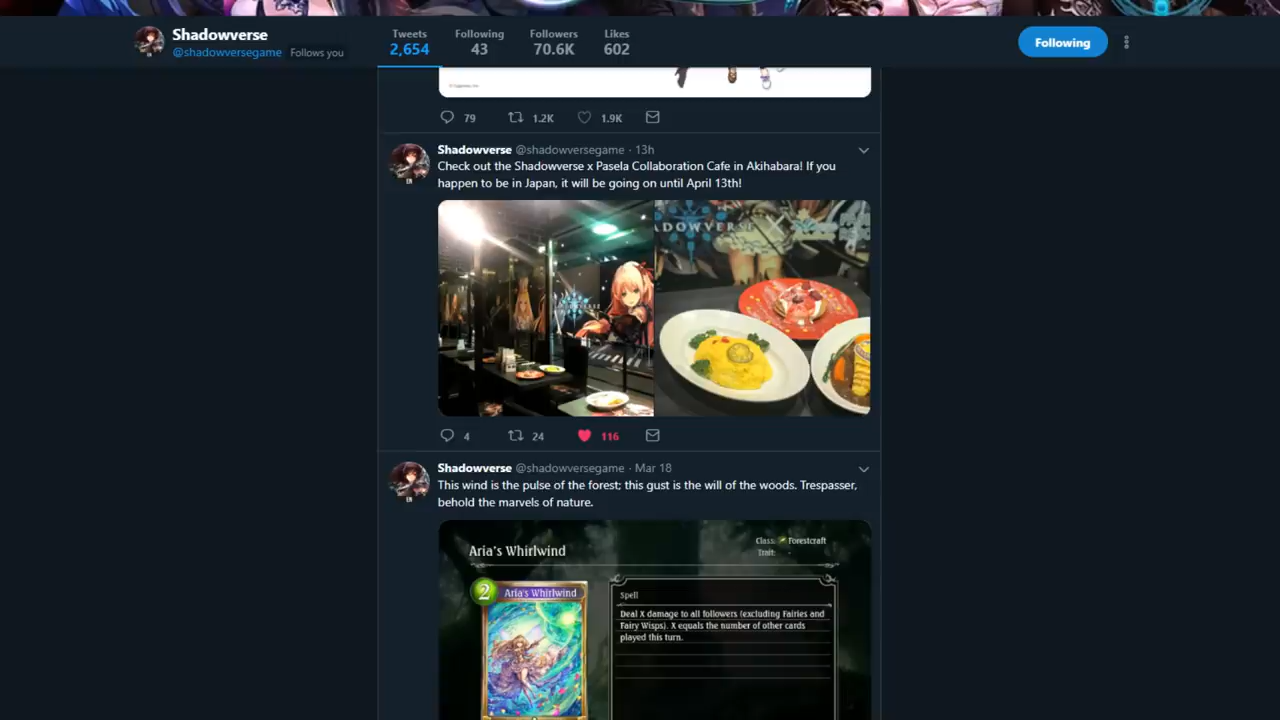 Shadowverse
@shadowversegame Follows you
Tweets
2,654
Following
43
Followers
70.6K
Likes
602
Following
79
1.2K
1.9K
Shadowverse @shadowversegame · 13h
Check out the Shadowverse x Pasela Collaboration Cafe in Akihabara! If you
happen to be in Japan, it will be going on until April 13th!
ADOWVERSE
4
24
116
Shadowverse @shadowversegame · Mar 18
This wind is the pulse of the forest; this gust is the will of the woods. Trespasser,
behold the marvels of nature.
Aria's Whirlwind
Class: Forestcraft
Trait: -
2 Aria's Whirlwind
Spell
Deal X damage to all followers (excluding Fairies and
Fairy Wisps). X equals the number of other cards
played this turn.